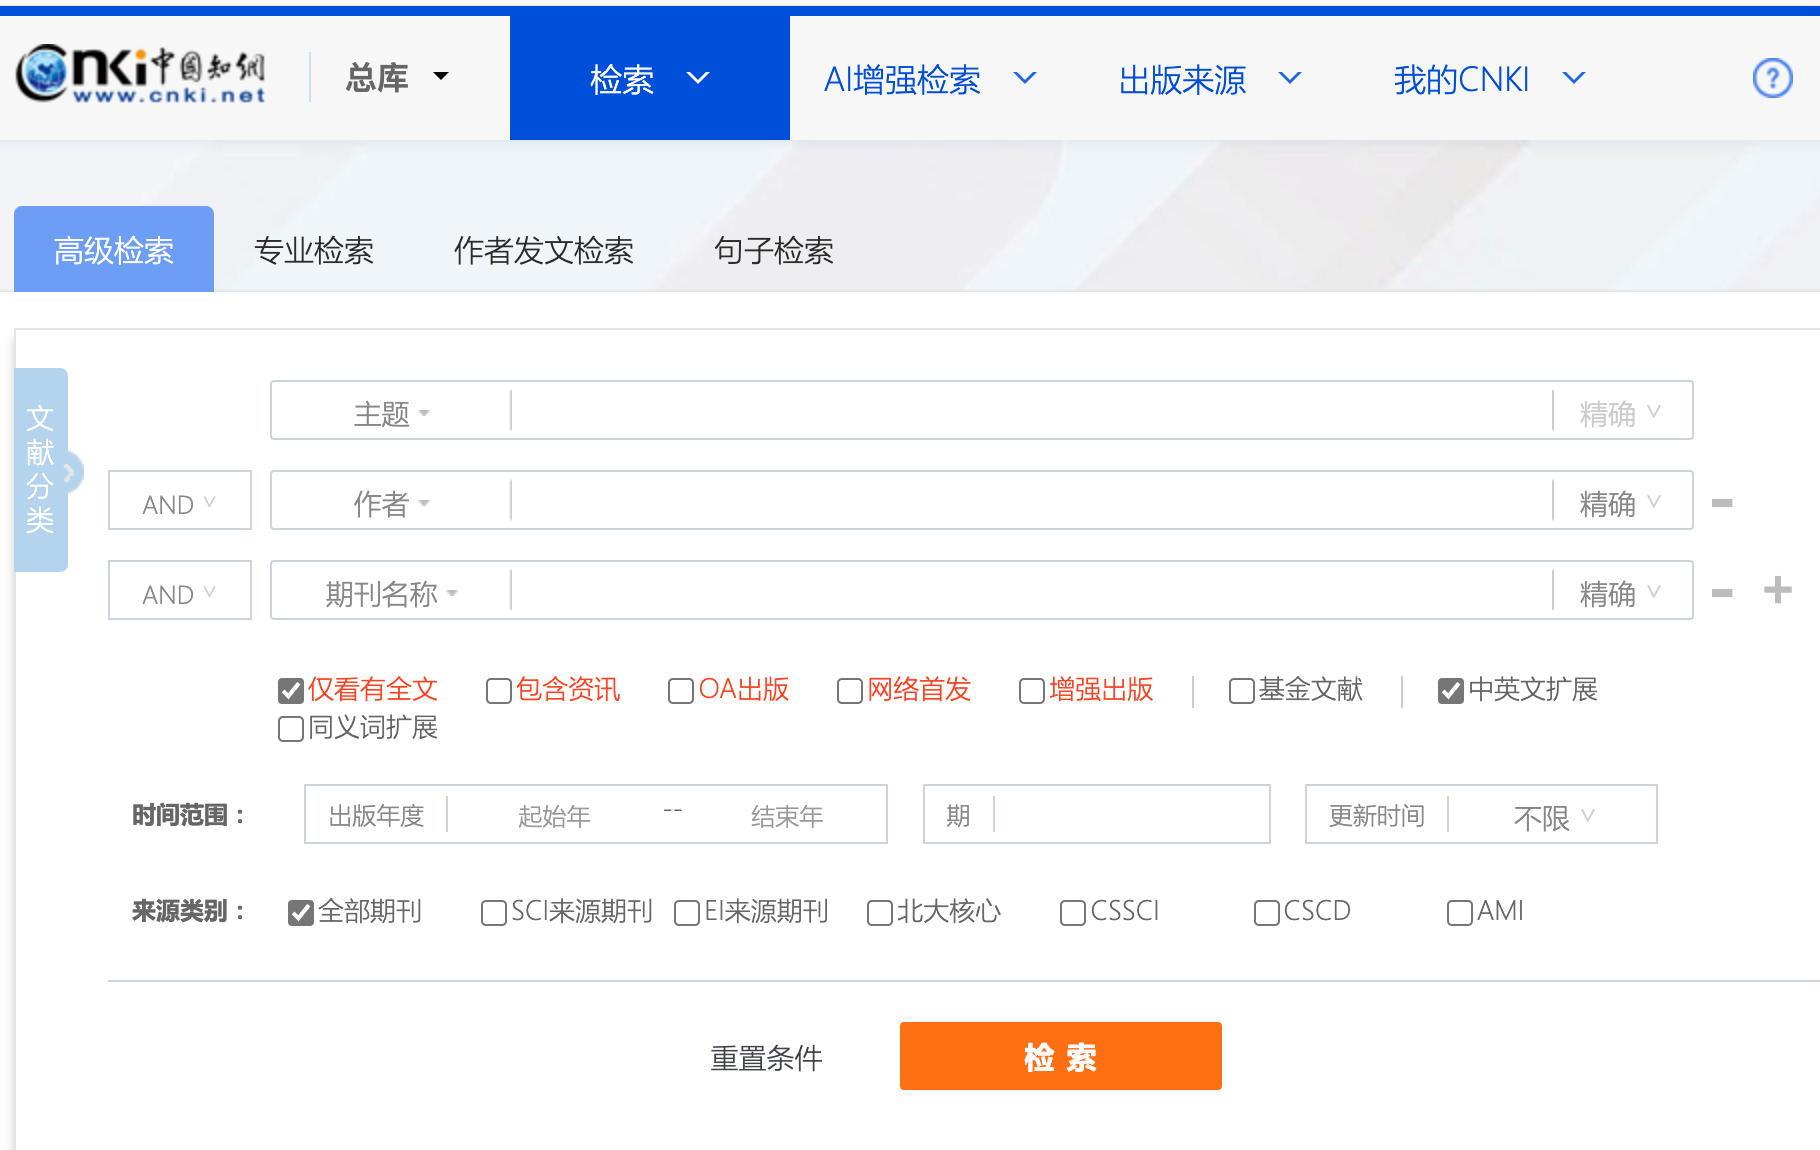 cnki中国知网 总库 检索 AI增强检索 出版来源 我的CNKI ?
www.cnki.net
高级检索 专业检索 作者发文检索 句子检索
文献分类
主题 精确
AND 作者 精确
AND 期刊名称 精确
仅看有全文 包含资讯 OA出版 网络首发 增强出版 基金文献 中英文扩展
同义词扩展
时间范围： 出版年度 起始年 -- 结束年 期 更新时间 不限
来源类别： 全部期刊 SCI来源期刊 EI来源期刊 北大核心 CSSCI CSCD AMI
重置条件 检索